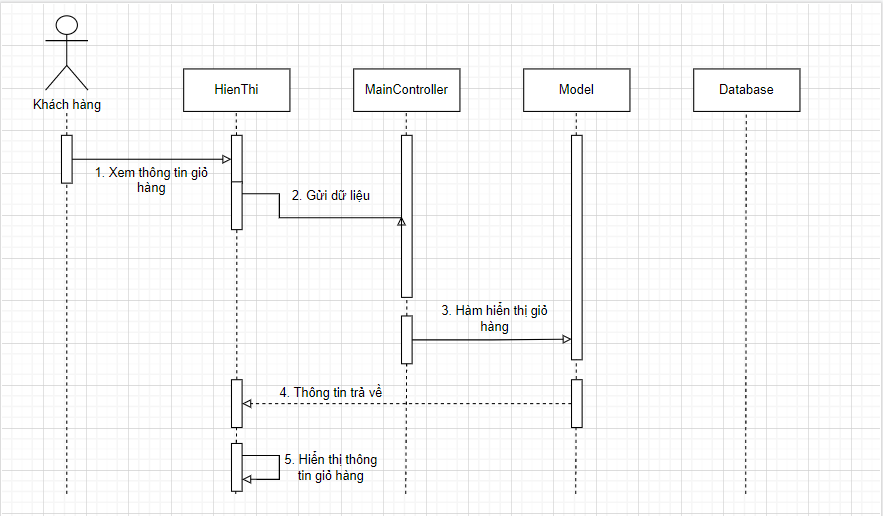 Khách hàng
HienThi
MainController
Model
Database
1. Xem thông tin giỏ
hàng
2. Gửi dữ liệu
3. Hàm hiển thị giỏ
hàng
4. Thông tin trả về
5. Hiển thị thông
tin giỏ hàng